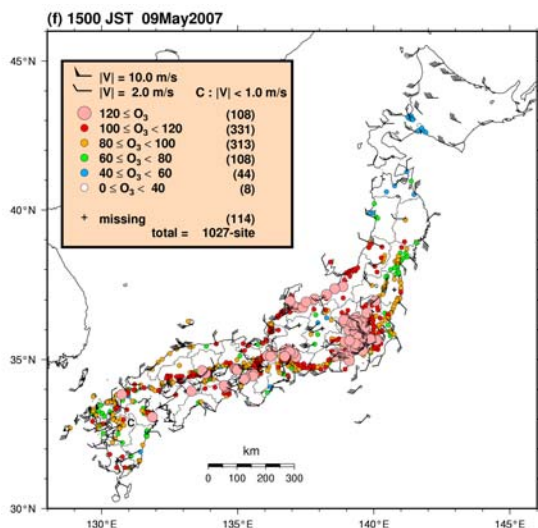 (f) 1500 JST 09May2007
|V| = 10.0 m/s
|V| = 2.0 m/s C : |V| < 1.0 m/s
120 ≤ O₃ (108)
100 ≤ O₃ < 120 (331)
80 ≤ O₃ < 100 (313)
60 ≤ O₃ < 80 (108)
40 ≤ O₃ < 60 (44)
0 ≤ O₃ < 40 (8)
+ missing (114)
total = 1027-site
45°N
40°N
35°N
C
km
0 50 100 200 300
30°N
130°E 135°E 140°E 145°E